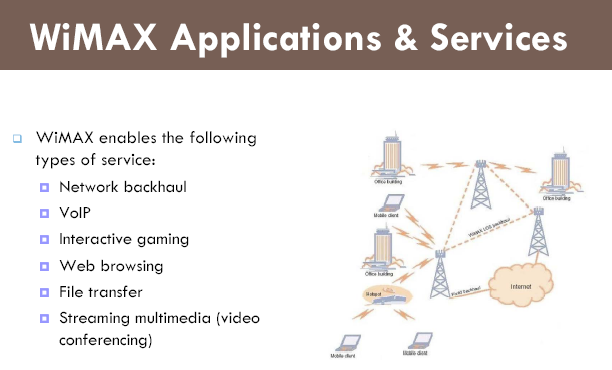 WiMAX Applications & Services
WiMAX enables the following
types of service:
Network backhaul
VoIP
Interactive gaming
Web browsing
File transfer
Streaming multimedia (video
conferencing)
Office building
Office building
Mobile client
WiMAX LOS backhaul
Office building
Hotspot
backhaul
Internet
Mobile client
Mobile client